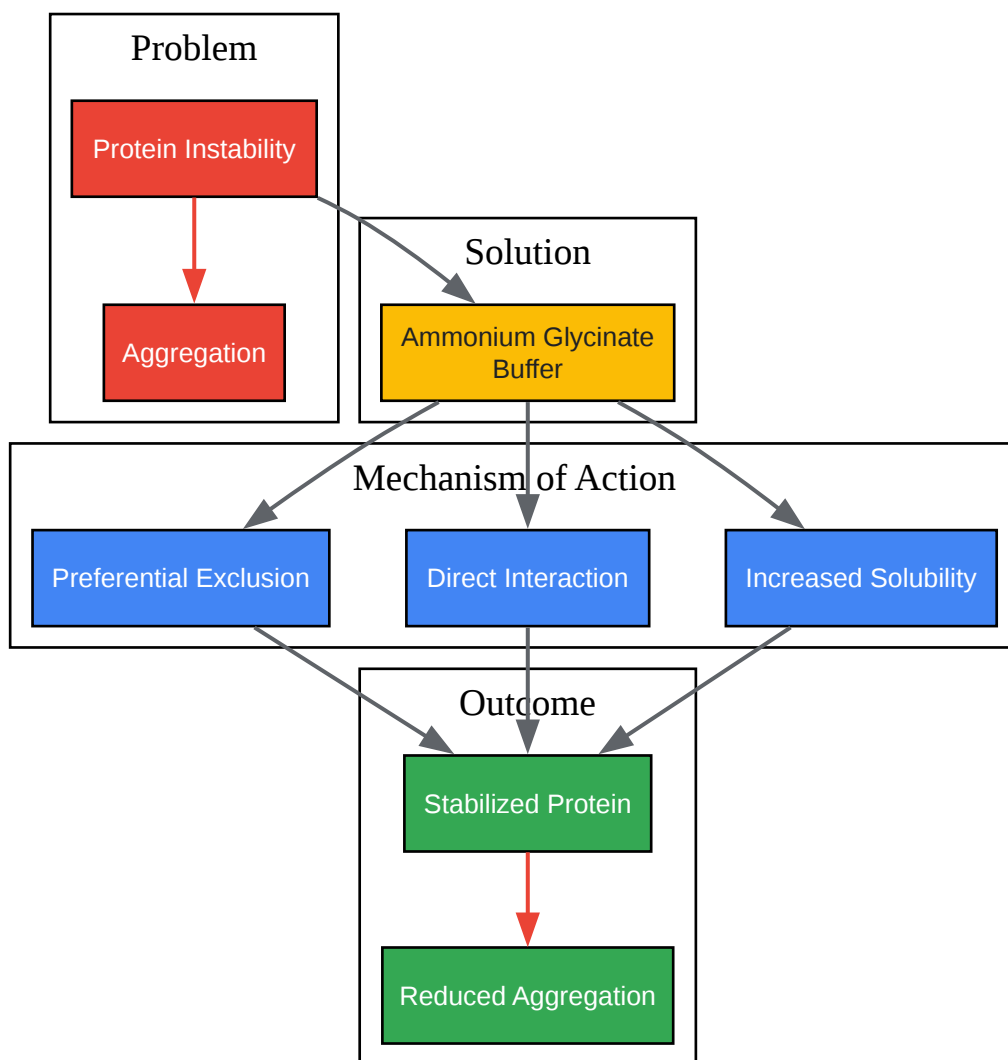 Problem
Protein Instability
Aggregation
Solution
Ammonium Glycinate
Buffer
Mechanism of Action
Preferential Exclusion
Direct Interaction
Increased Solubility
Outcome
Stabilized Protein
Reduced Aggregation